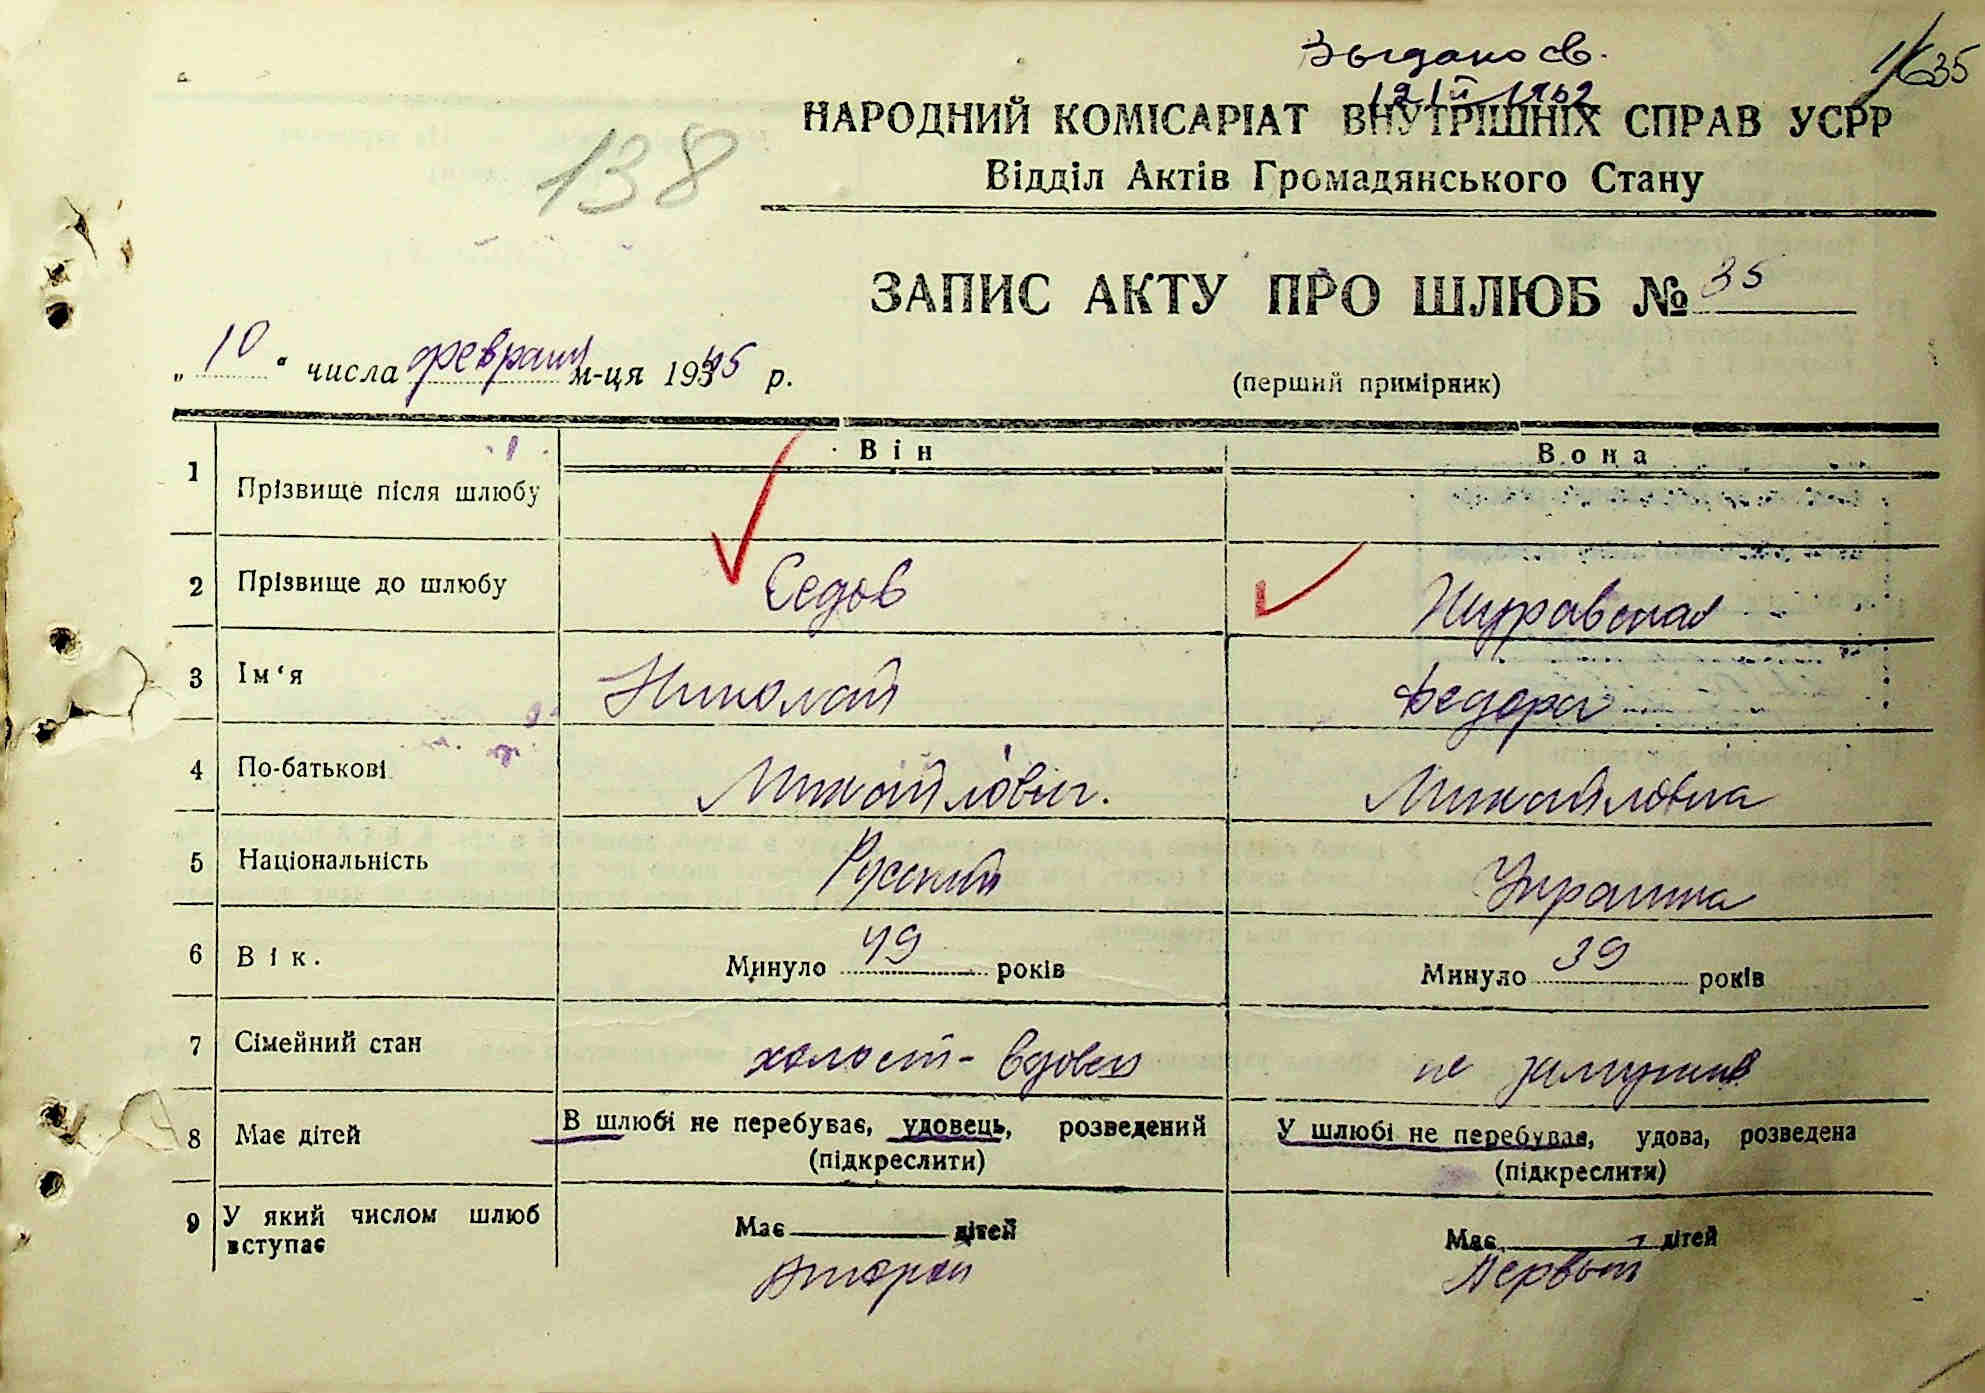 Выдано св.
12.II 1962
1/635
НАРОДНИЙ КОМІСАРІАТ ВНУТРІШНІХ СПРАВ УСРР
138
Відділ Актів Громадянського Стану
ЗАПИС АКТУ ПРО ШЛЮБ № 35
„ 10 “ числа февраля м-ця 1945 р.
(перший примірник)
Він Вона
1 Прізвище після шлюбу
2 Прізвище до шлюбу Седов Журавская
3 Ім‘я Николай Федора
4 По-батькові Михайлович. Михайловна
5 Національність Русский Украинка
6 Вік. Минуло 49 років Минуло 39 років
7 Сімейний стан холост - вдовец не замужняя
8 Має дітей В шлюбі не перебуває, удовець, розведений У шлюбі не перебуває, удова, розведена
(підкреслити) (підкреслити)
9 У який числом шлюб вступає Має дітей Має дітей
Второй Первый